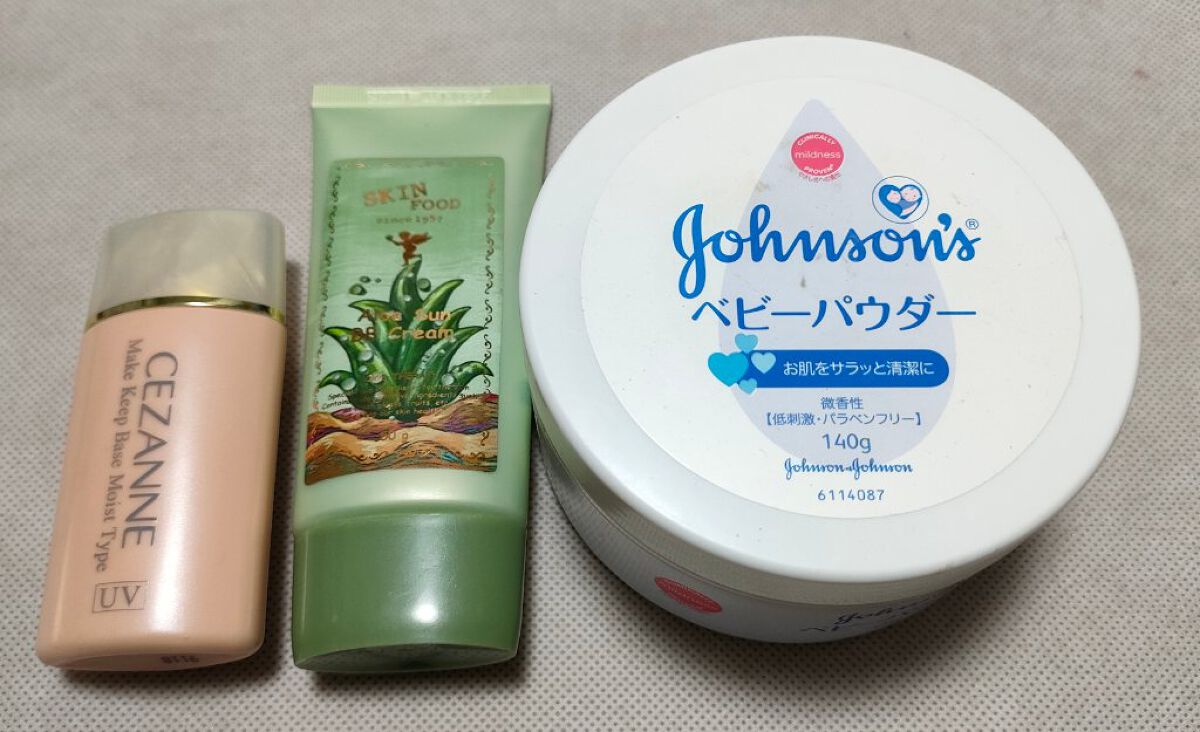 CEZANNE
Make Keep Base Moist Type
UV
SKIN
FOOD
since 1957
Aloe Sun
BB Cream
CLINICALLY
mildness
PROVEN
Johnson's®
ベビーパウダー
お肌をサラッと清潔に
微香性
【低刺激・パラベンフリー】
140g
Johnson&Johnson
6114087